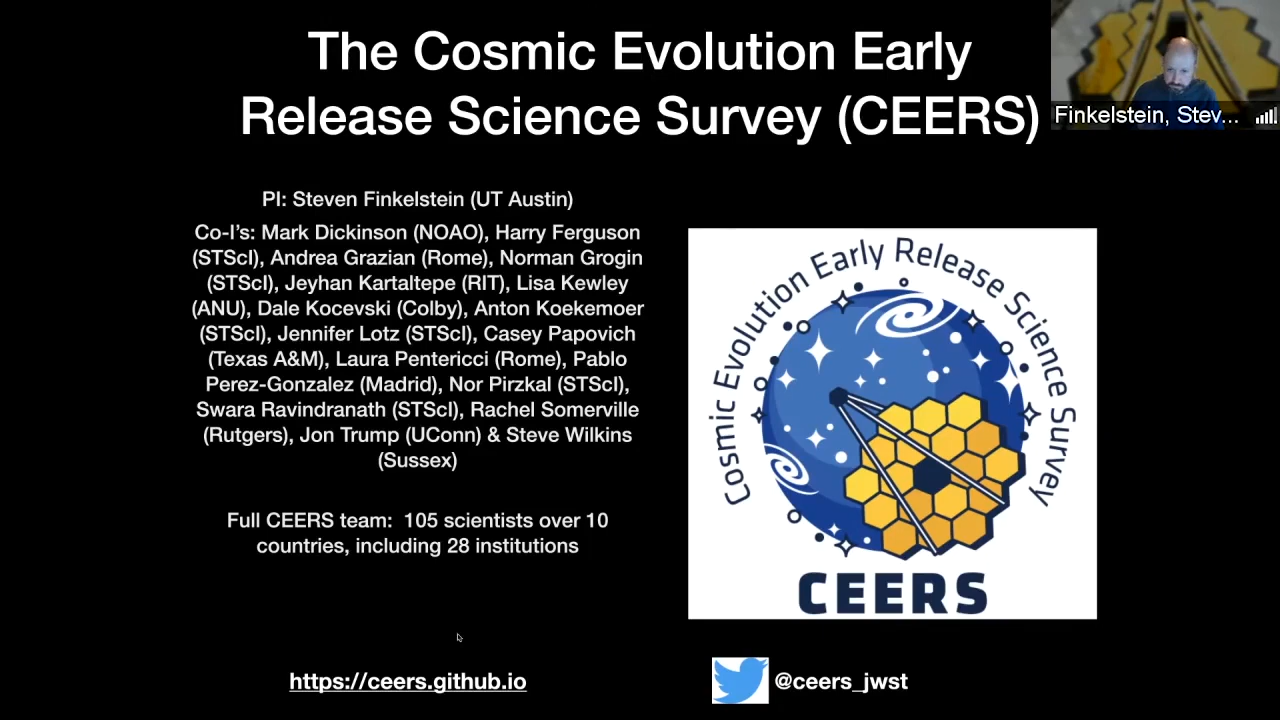 The Cosmic Evolution Early
Release Science Survey (CEERS)
Finkelstein, Stev...
PI: Steven Finkelstein (UT Austin)
Co-I's: Mark Dickinson (NOAO), Harry Ferguson
(STScI), Andrea Grazian (Rome), Norman Grogin
(STScI), Jeyhan Kartaltepe (RIT), Lisa Kewley
(ANU), Dale Kocevski (Colby), Anton Koekemoer
(STScI), Jennifer Lotz (STScI), Casey Papovich
(Texas A&M), Laura Pentericci (Rome), Pablo
Perez-Gonzalez (Madrid), Nor Pirzkal (STScI),
Swara Ravindranath (STScI), Rachel Somerville
(Rutgers), Jon Trump (UConn) & Steve Wilkins
(Sussex)
Full CEERS team: 105 scientists over 10
countries, including 28 institutions
Cosmic Evolution Early Release Science Survey
CEERS
https://ceers.github.io
@ceers_jwst